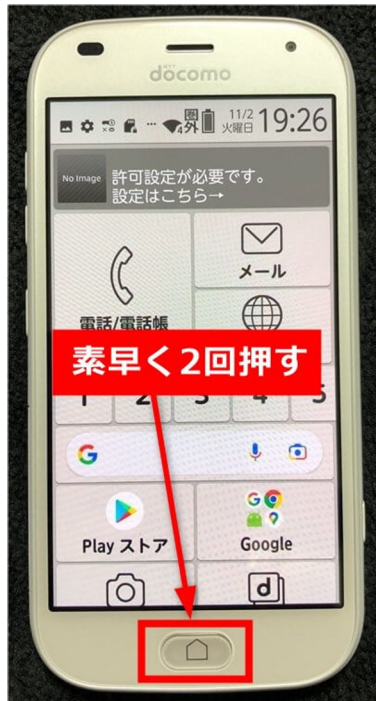 NTT
döcomo
圏外 11/2 火曜日 19:26
No Image 許可設定が必要です。
設定はこちら→
メール
電話/電話帳
素早く2回押す
1 2 3 4 5
G
Play ストア
Google
d